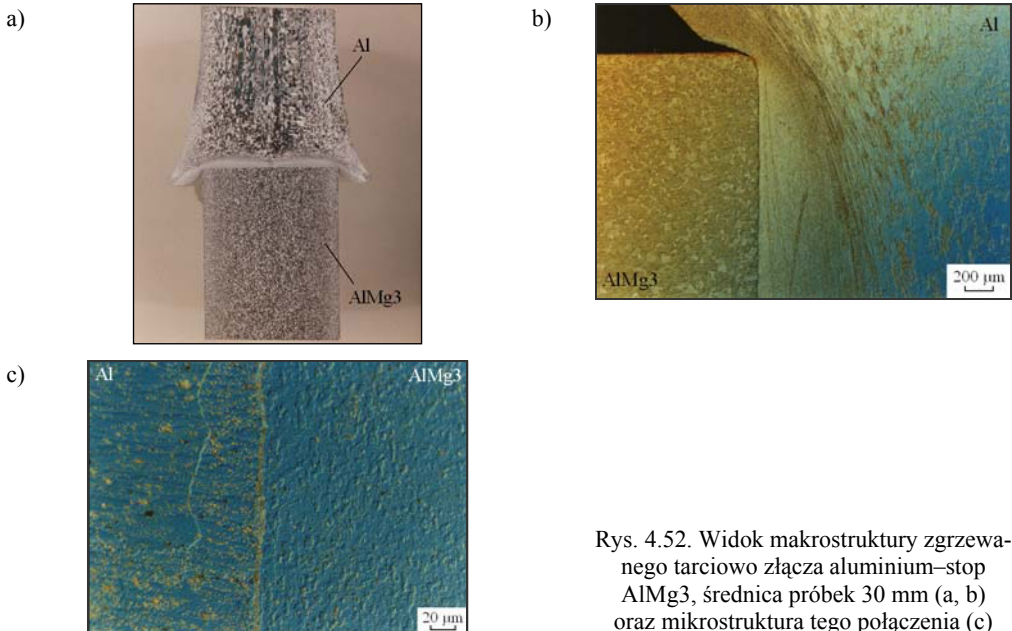 a)
Al
AlMg3
b)
Al
AlMg3
200 µm
c)
Al
AlMg3
20 µm
Rys. 4.52. Widok makrostruktury zgrzewa-
nego tarciowo złącza aluminium–stop
AlMg3, średnica próbek 30 mm (a, b)
oraz mikrostruktura tego połączenia (c)